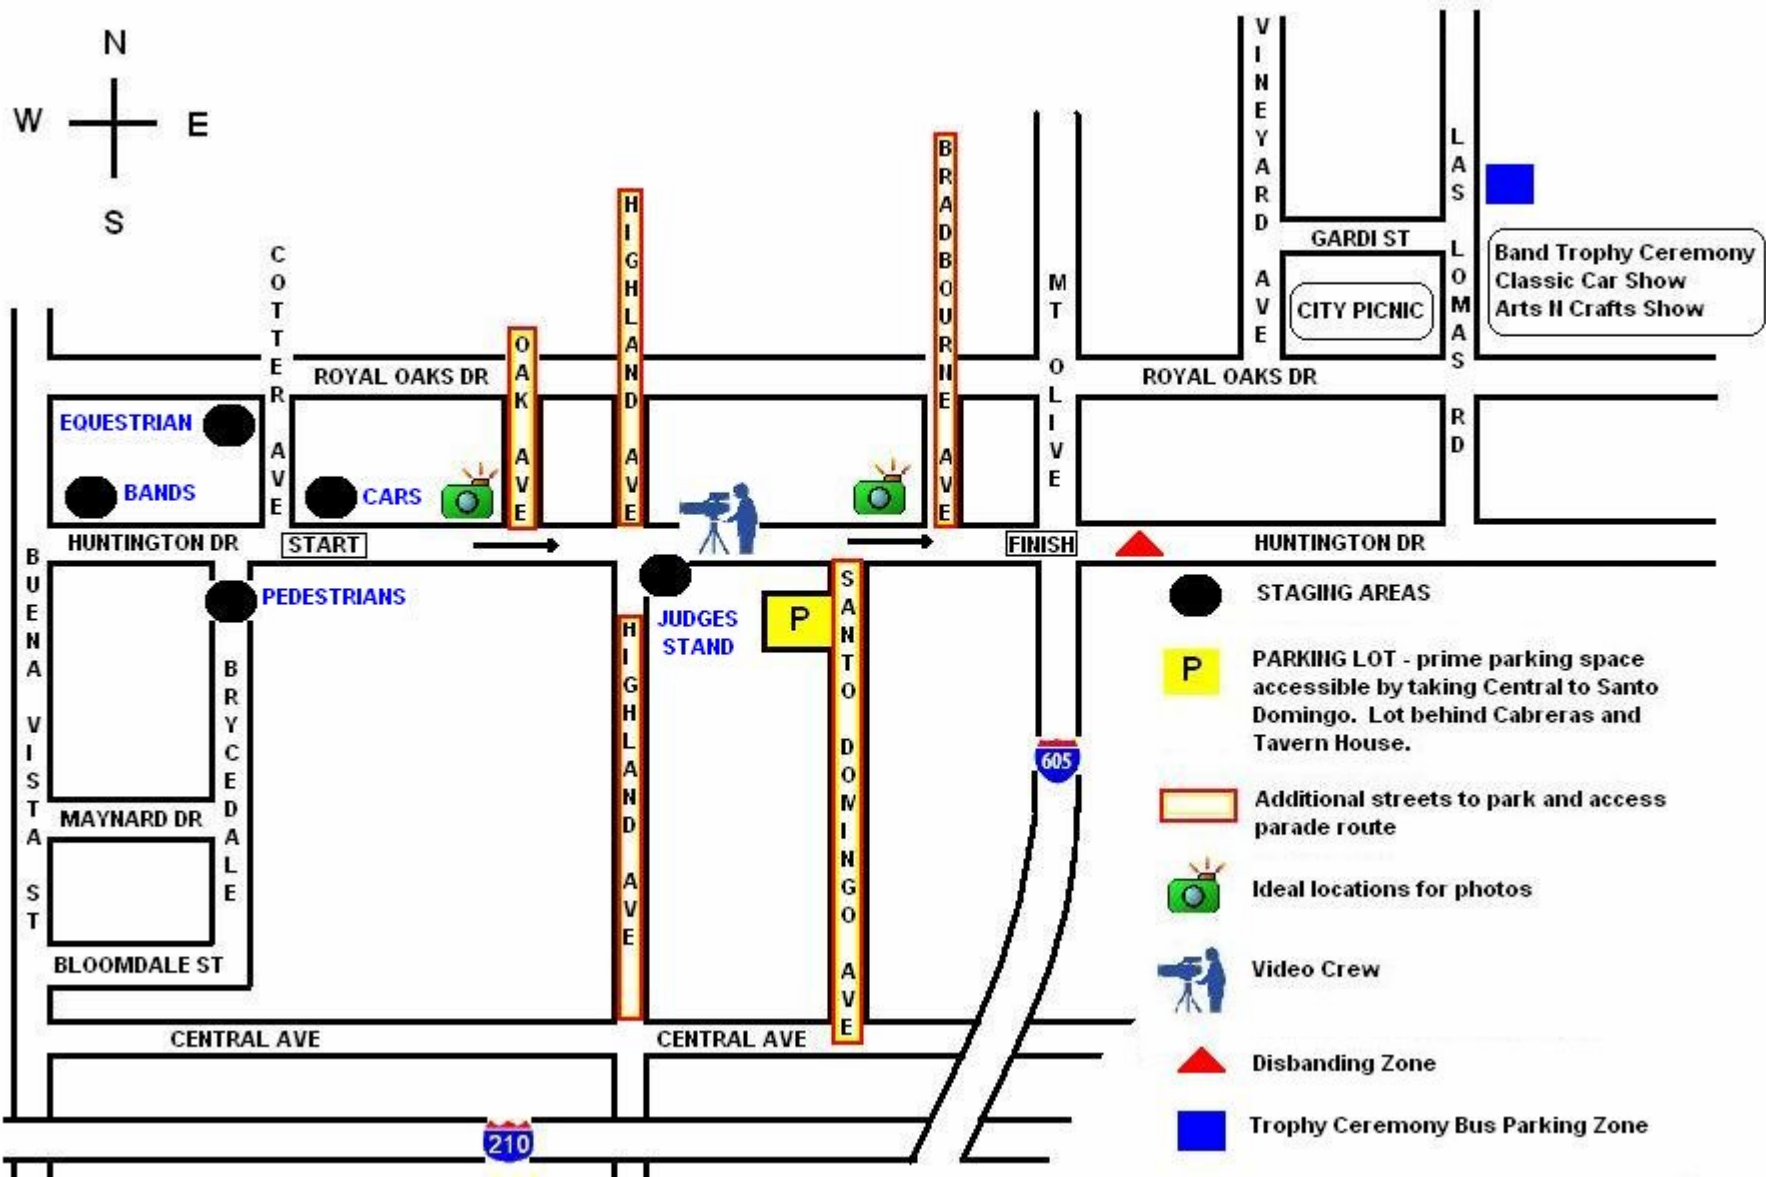 N
W E
S
VINEYARD AVE
LAS LOMAS RD
BRADBOURNE AVE
HIGHLAND AVE
COTTER AVE
OAK AVE
MT OLIVE
GARDI ST
CITY PICNIC
Band Trophy Ceremony
Classic Car Show
Arts N Crafts Show
ROYAL OAKS DR
ROYAL OAKS DR
EQUESTRIAN
BANDS
CARS
HUNTINGTON DR
START
FINISH
HUNTINGTON DR
BUENA VISTA ST
PEDESTRIANS
BRYCEDALE
JUDGES
STAND
P
HIGHLAND AVE
SANTO DOMINGO AVE
605
MAYNARD DR
BLOOMDALE ST
CENTRAL AVE
CENTRAL AVE
210
STAGING AREAS
P
PARKING LOT - prime parking space
accessible by taking Central to Santo
Domingo. Lot behind Cabreras and
Tavern House.
Additional streets to park and access
parade route
Ideal locations for photos
Video Crew
Disbanding Zone
Trophy Ceremony Bus Parking Zone